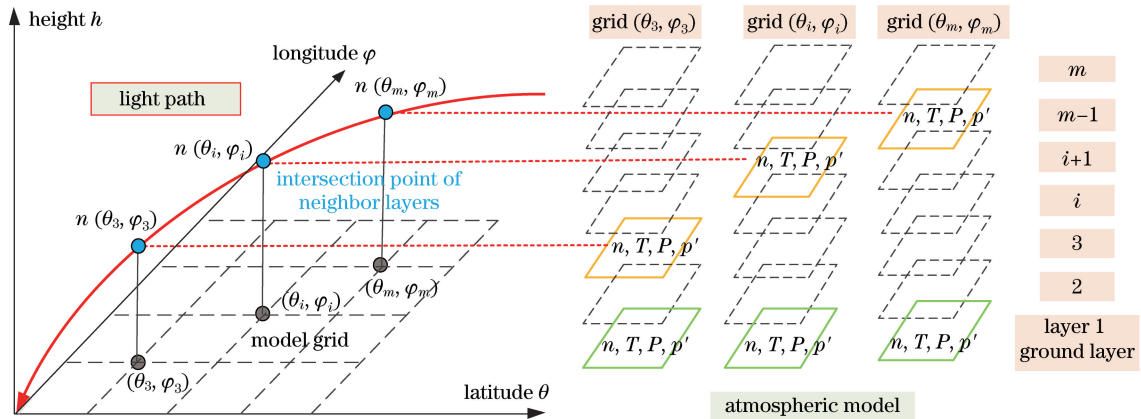 height h
longitude φ
light path
n (θm, φm)
n (θi, φi)
intersection point of
neighbor layers
n (θ3, φ3)
(θm, φm)
(θi, φi)
model grid
(θ3, φ3)
latitude θ
grid (θ3, φ3)
grid (θi, φi)
grid (θm, φm)
n, T, P, p′
n, T, P, p′
n, T, P, p′
n, T, P, p′
n, T, P, p′
n, T, P, p′
atmospheric model
m
m−1
i+1
i
3
2
layer 1
ground layer